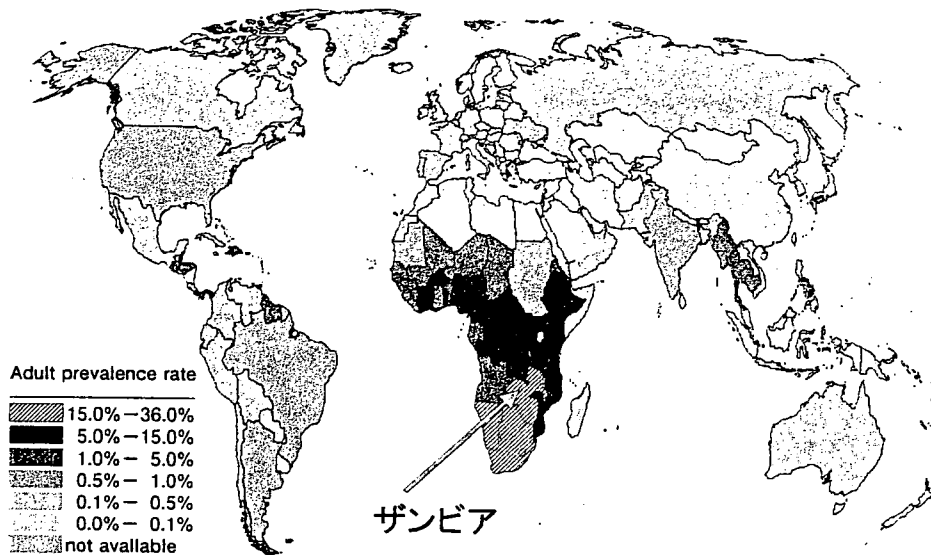 Adult prevalence rate
15.0%－36.0%
5.0%－15.0%
1.0%－ 5.0%
0.5%－ 1.0%
0.1%－ 0.5%
0.0%－ 0.1%
not available
ザンビア